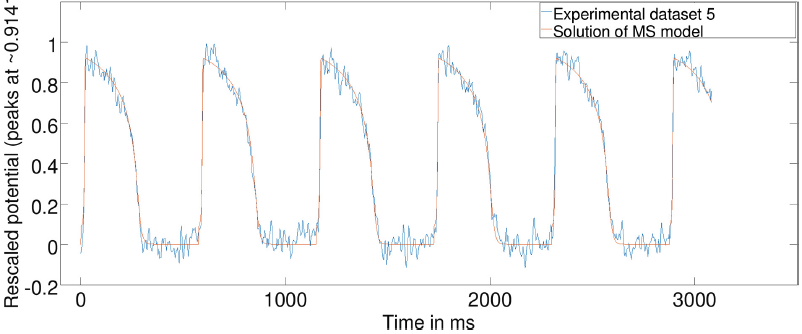 Experimental dataset 5
Solution of MS model
Rescaled potential (peaks at ~0.914
1
0.8
0.6
0.4
0.2
0
-0.2
0
1000
2000
3000
Time in ms